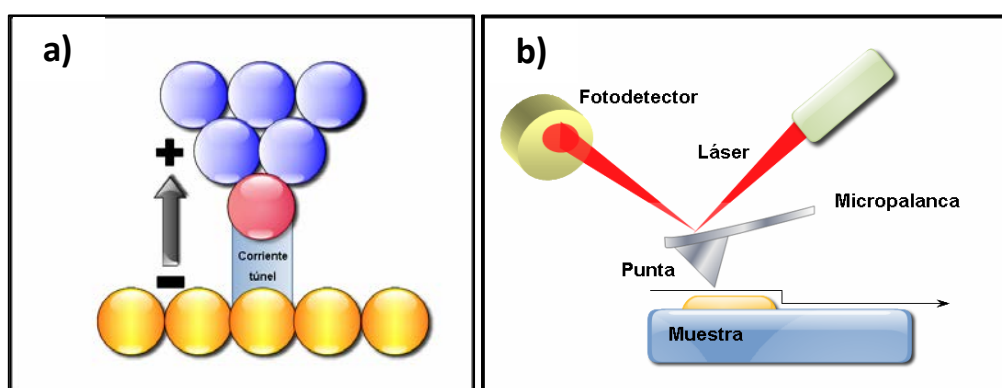 a)
+
Corriente
túnel
-
b)
Fotodetector
Láser
Micropalanca
Punta
Muestra